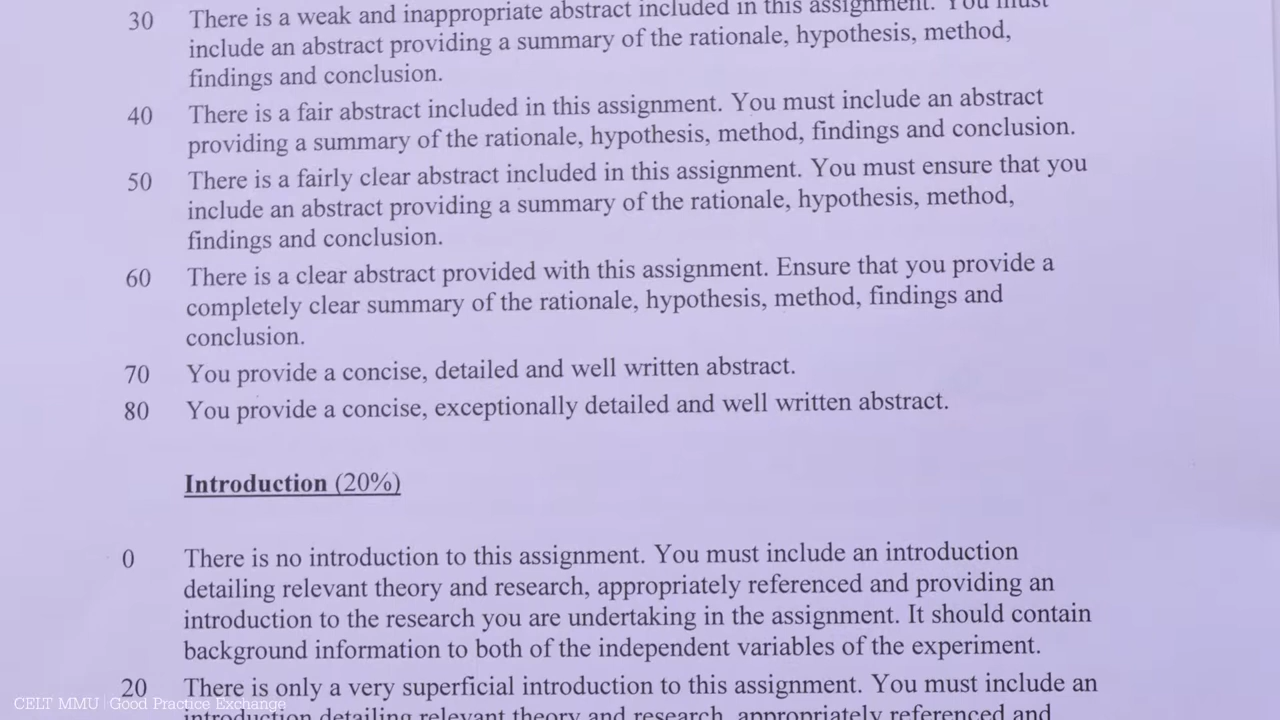 30 There is a weak and inappropriate abstract included in this assignment. You must
include an abstract providing a summary of the rationale, hypothesis, method,
findings and conclusion.
40 There is a fair abstract included in this assignment. You must include an abstract
providing a summary of the rationale, hypothesis, method, findings and conclusion.
50 There is a fairly clear abstract included in this assignment. You must ensure that you
include an abstract providing a summary of the rationale, hypothesis, method,
findings and conclusion.
60 There is a clear abstract provided with this assignment. Ensure that you provide a
completely clear summary of the rationale, hypothesis, method, findings and
conclusion.
70 You provide a concise, detailed and well written abstract.
80 You provide a concise, exceptionally detailed and well written abstract.
Introduction (20%)
0 There is no introduction to this assignment. You must include an introduction
detailing relevant theory and research, appropriately referenced and providing an
introduction to the research you are undertaking in the assignment. It should contain
background information to both of the independent variables of the experiment.
20 There is only a very superficial introduction to this assignment. You must include an
introduction detailing relevant theory and research, appropriately referenced and
CELT MMU | Good Practice Exchange